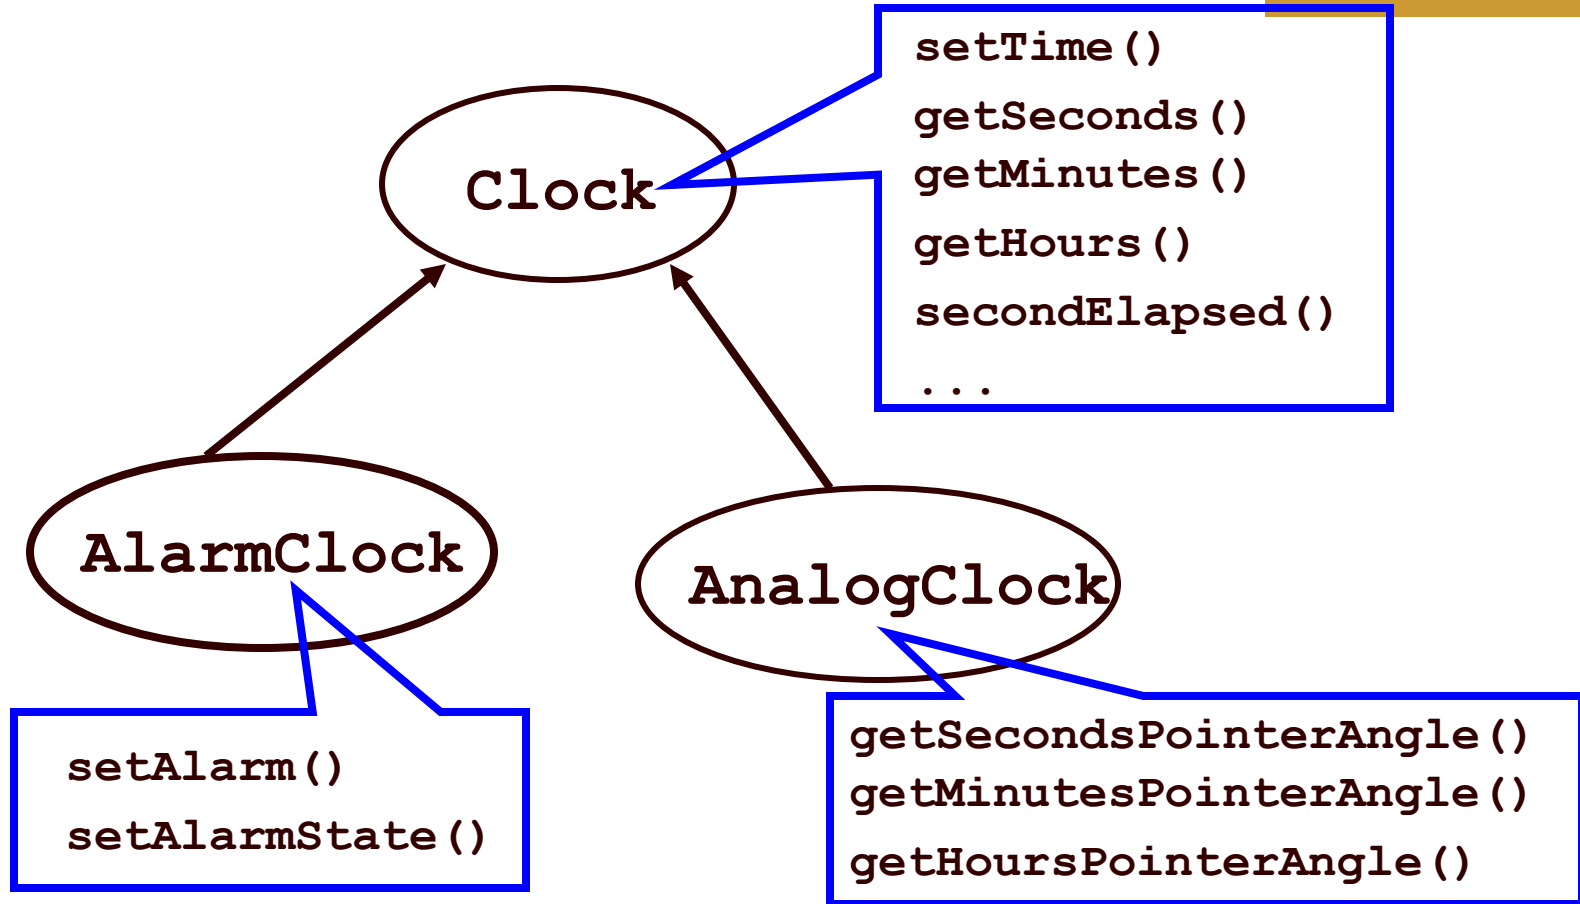 setTime()
getSeconds()
getMinutes()
getHours()
secondElapsed()
...
Clock
AlarmClock
AnalogClock
setAlarm()
setAlarmState()
getSecondsPointerAngle()
getMinutesPointerAngle()
getHoursPointerAngle()